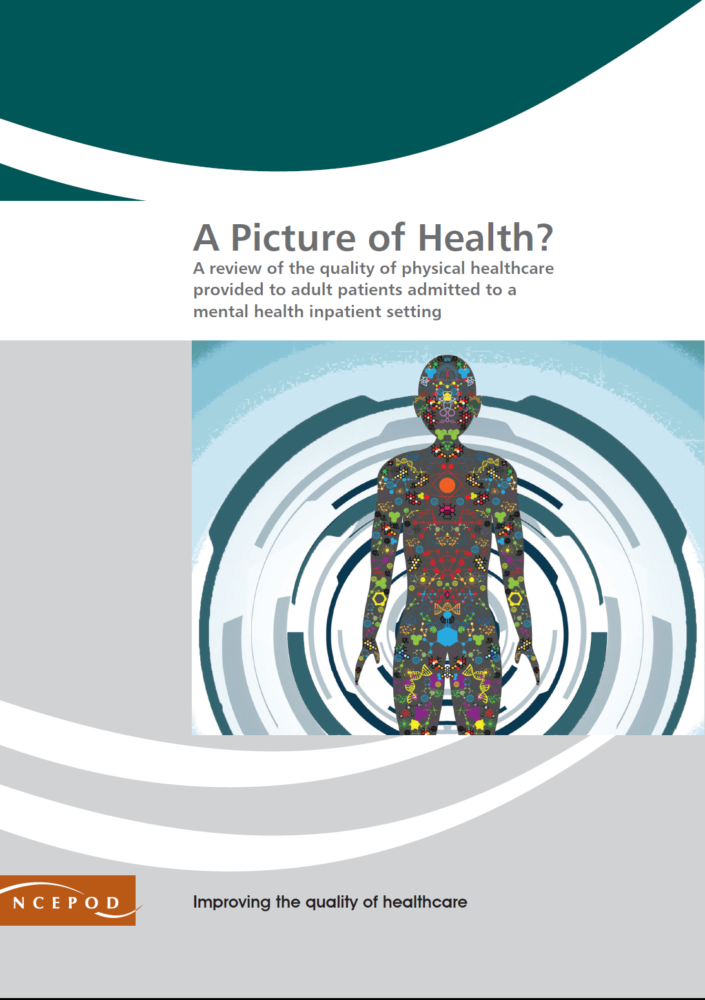 A Picture of Health?
A review of the quality of physical healthcare
provided to adult patients admitted to a
mental health inpatient setting
NCEPOD
Improving the quality of healthcare